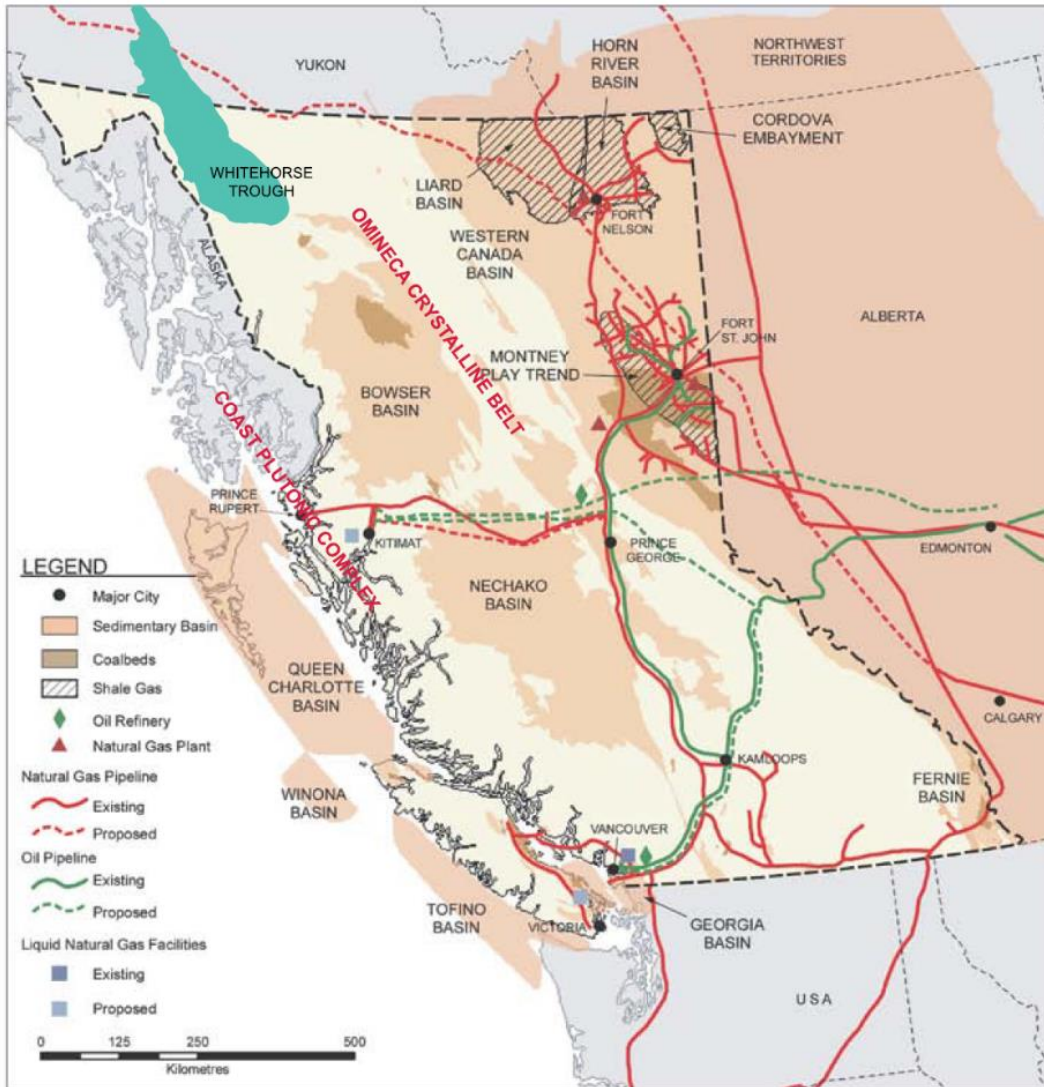 YUKON
HORN
RIVER
BASIN
NORTHWEST
TERRITORIES
CORDOVA
EMBAYMENT
WHITEHORSE
TROUGH
LIARD
BASIN
FORT
NELSON
WESTERN
CANADA
BASIN
OMINECA CRYSTALLINE BELT
ALASKA
ALBERTA
FORT
ST. JOHN
MONTNEY
PLAY TREND
BOWSER
BASIN
COAST PLUTONIC COMPLEX
PRINCE
RUPERT
KITIMAT
PRINCE
GEORGE
EDMONTON
NECHAKO
BASIN
QUEEN
CHARLOTTE
BASIN
CALGARY
KAMLOOPS
FERNIE
BASIN
WINONA
BASIN
VANCOUVER
TOFINO
BASIN
VICTORIA
GEORGIA
BASIN
USA
LEGEND
Major City
Sedimentary Basin
Coalbeds
Shale Gas
Oil Refinery
Natural Gas Plant
Natural Gas Pipeline
Existing
Proposed
Oil Pipeline
Existing
Proposed
Liquid Natural Gas Facilities
Existing
Proposed
0 125 250 500
Kilometres